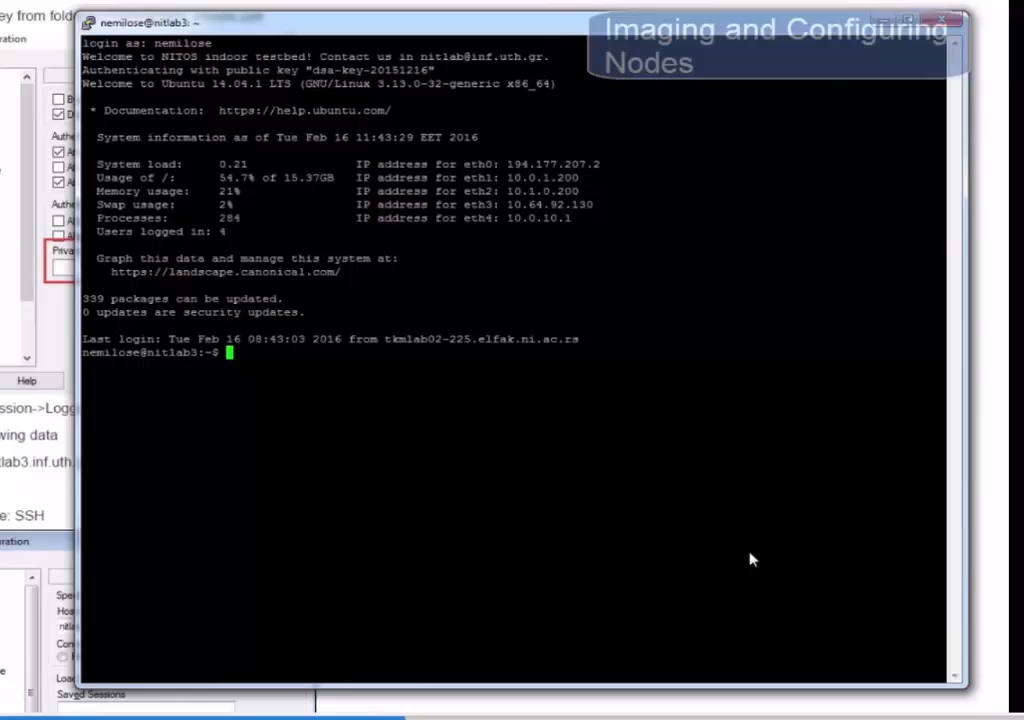 ey from fold
nemilose@nitlab3: ~
Imaging and Configuring
Nodes
ration
login as: nemilose
Welcome to NITOS indoor testbed! Contact us in nitlab@inf.uth.gr.
Authenticating with public key "dsa-key-20151216"
Welcome to Ubuntu 14.04.1 LTS (GNU/Linux 3.13.0-32-generic x86_64)
* Documentation: https://help.ubuntu.com/
System information as of Tue Feb 16 11:43:29 EET 2016
System load: 0.21 IP address for eth0: 194.177.207.2
Usage of /: 54.7% of 15.37GB IP address for eth1: 10.0.1.200
Memory usage: 21% IP address for eth2: 10.1.0.200
Swap usage: 2% IP address for eth3: 10.64.92.130
Processes: 284 IP address for eth4: 10.0.10.1
Users logged in: 4
Graph this data and manage this system at:
https://landscape.canonical.com/
339 packages can be updated.
0 updates are security updates.
Last login: Tue Feb 16 08:43:03 2016 from tkmlab02-225.elfak.ni.ac.rs
nemilose@nitlab3:~$
Authe
Authe
Priva
Help
ssion->Logg
wing data
tlab3.inf.uth.
e: SSH
uration
Spe
Hos
nitla
Con
Loa
Saved Sessions